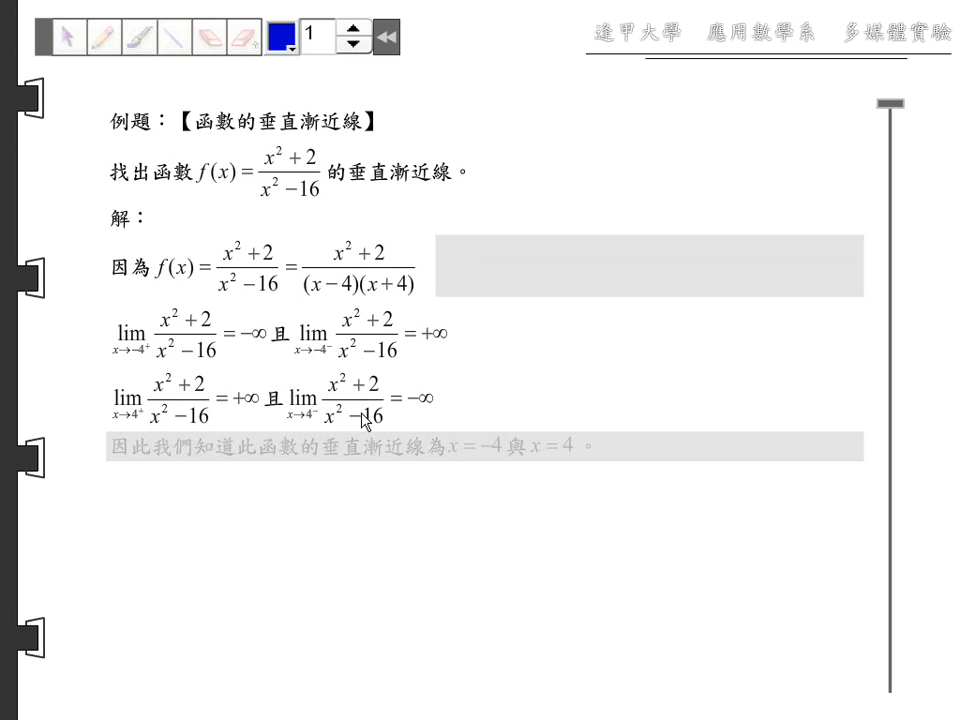 1
逢甲大學 應用數學系 多媒體實驗
全
例題：【函數的垂直漸近線】
找出函數 f(x) = (x² + 2)/(x² − 16) 的垂直漸近線。
解：
因為 f(x) = (x² + 2)/(x² − 16) = (x² + 2)/((x − 4)(x + 4))
lim_{x→−4⁺} (x² + 2)/(x² − 16) = −∞ 且 lim_{x→−4⁻} (x² + 2)/(x² − 16) = +∞
lim_{x→4⁺} (x² + 2)/(x² − 16) = +∞ 且 lim_{x→4⁻} (x² + 2)/(x² − 16) = −∞
因此我們知道此函數的垂直漸近線為 x = −4 與 x = 4 。